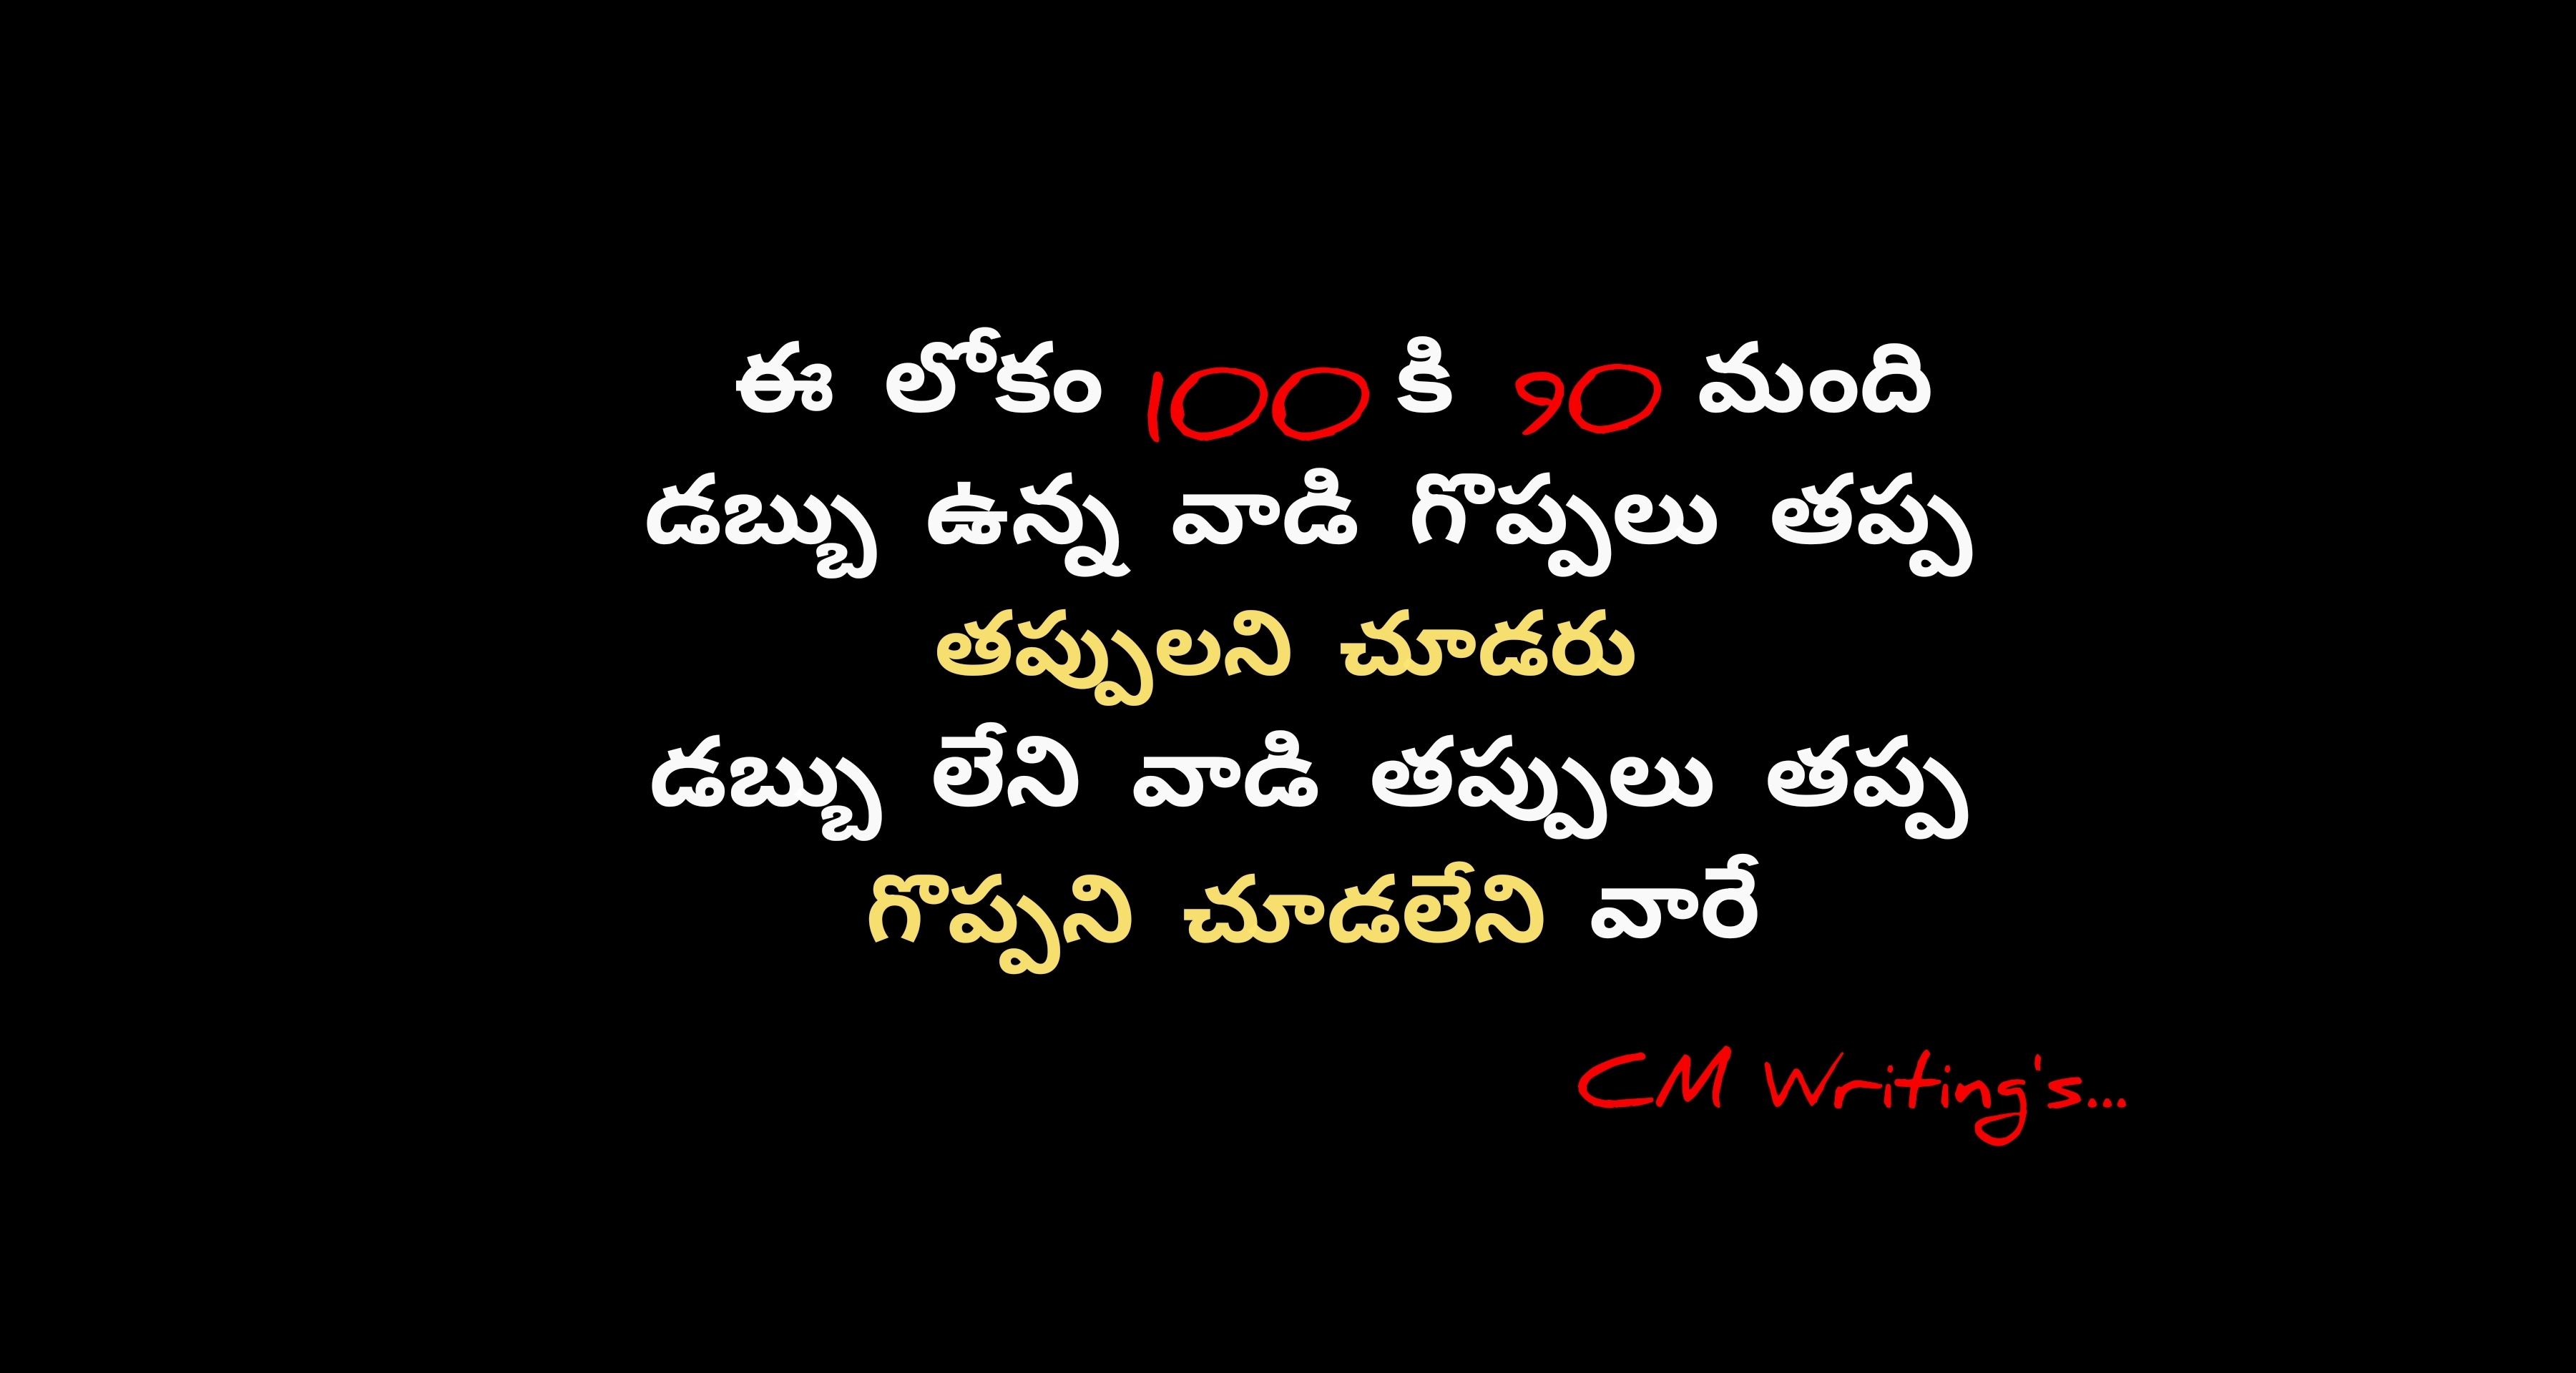 ఈ లోకం 100 కి 90 మంది
డబ్బు ఉన్న వాడి గొప్పలు తప్ప
తప్పులని చూడరు
డబ్బు లేని వాడి తప్పులు తప్ప
గొప్పని చూడలేని వారే
CM Writing's...